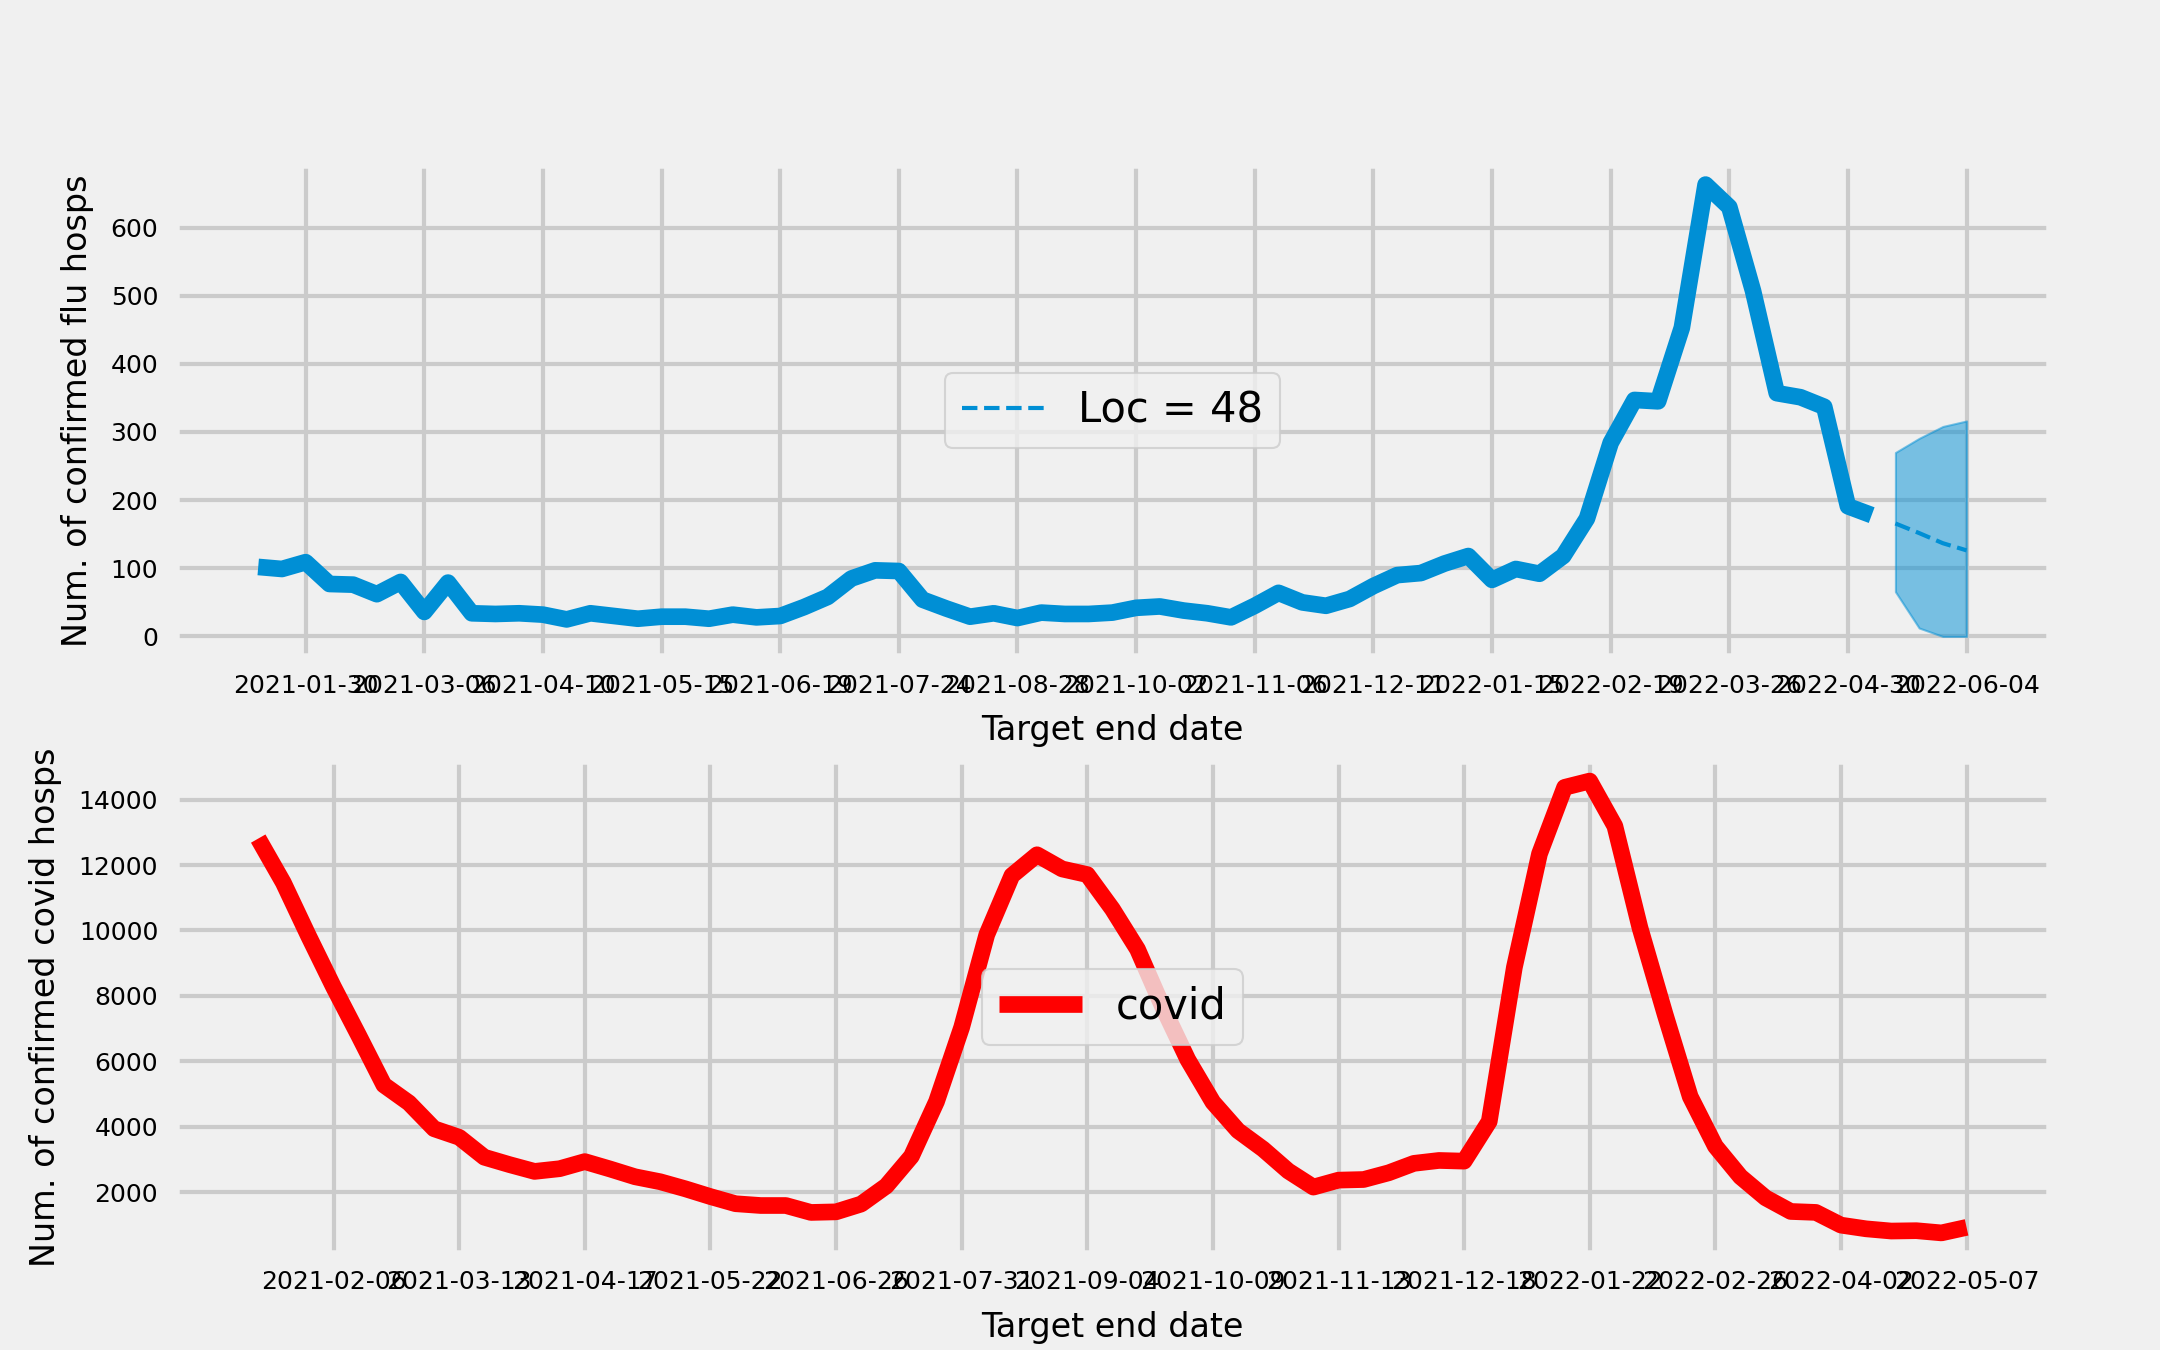 Num. of confirmed flu hosps
600
500
400
300
200
100
0
Loc = 48
2021-01-30 2021-03-06 2021-04-10 2021-05-15 2021-06-19 2021-07-24 2021-08-28 2021-10-02 2021-11-06 2021-12-11 2022-01-15 2022-02-19 2022-03-26 2022-04-30 2022-06-04
Target end date
Num. of confirmed covid hosps
14000
12000
10000
8000
6000
4000
2000
covid
2021-02-06 2021-03-13 2021-04-17 2021-05-22 2021-06-26 2021-07-31 2021-09-04 2021-10-09 2021-11-13 2021-12-18 2022-01-22 2022-02-26 2022-04-02 2022-05-07
Target end date